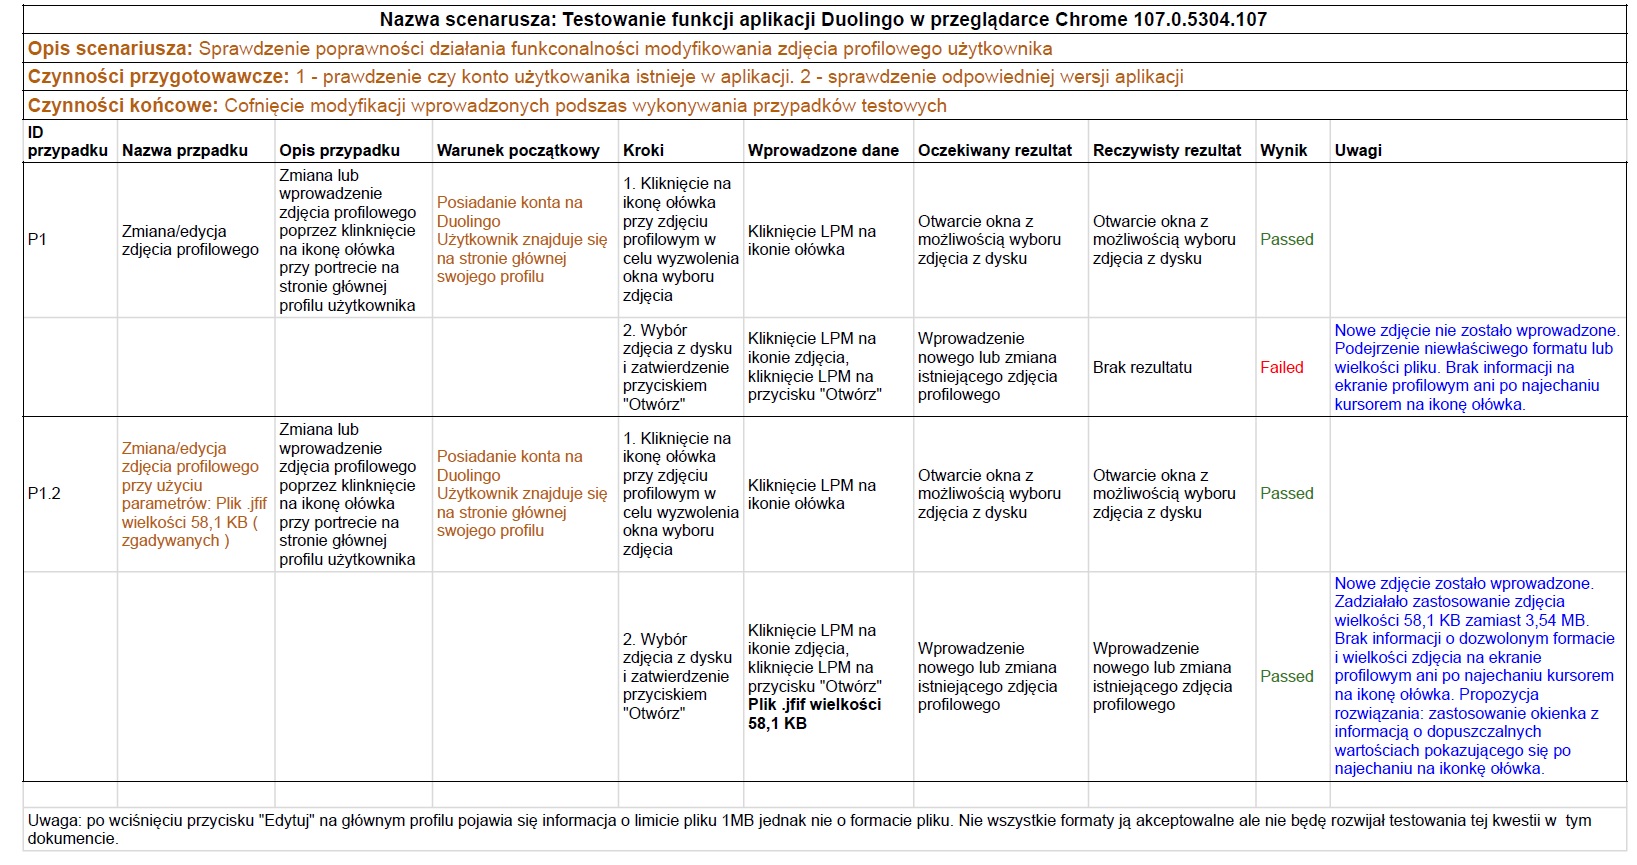 Nazwa scenarusza: Testowanie funkcji aplikacji Duolingo w przeglądarce Chrome 107.0.5304.107
Opis scenariusza: Sprawdzenie poprawności działania funkconalności modyfikowania zdjęcia profilowego użytkownika
Czynności przygotowawcze: 1 - prawdzenie czy konto użytkowanika istnieje w aplikacji. 2 - sprawdzenie odpowiedniej wersji aplikacji
Czynności końcowe: Cofnięcie modyfikacji wprowadzonych podszas wykonywania przypadków testowych
ID
przypadku
Nazwa przpadku
Opis przypadku
Warunek początkowy
Kroki
Wprowadzone dane
Oczekiwany rezultat
Reczywisty rezultat
Wynik
Uwagi
P1
Zmiana/edycja
zdjęcia profilowego
Zmiana lub
wprowadzenie
zdjęcia profilowego
poprzez klinknięcie
na ikonę ołówka
przy portrecie na
stronie głównej
profilu użytkownika
Posiadanie konta na
Duolingo
Użytkownik znajduje się
na stronie głównej
swojego profilu
1. Kliknięcie na
ikonę ołówka
przy zdjęciu
profilowym w
celu wyzwolenia
okna wyboru
zdjęcia
Kliknięcie LPM na
ikonie ołówka
Otwarcie okna z
możliwością wyboru
zdjęcia z dysku
Otwarcie okna z
możliwością wyboru
zdjęcia z dysku
Passed
2. Wybór
zdjęcia z dysku
i zatwierdzenie
przyciskiem
"Otwórz"
Kliknięcie LPM na
ikonie zdjęcia,
kliknięcie LPM na
przycisku "Otwórz"
Wprowadzenie
nowego lub zmiana
istniejącego zdjęcia
profilowego
Brak rezultatu
Failed
Nowe zdjęcie nie zostało wprowadzone.
Podejrzenie niewłaściwego formatu lub
wielkości pliku. Brak informacji na
ekranie profilowym ani po najechaniu
kursorem na ikonę ołówka.
P1.2
Zmiana/edycja
zdjęcia profilowego
przy użyciu
parametrów: Plik .jfif
wielkości 58,1 KB (
zgadywanych )
Zmiana lub
wprowadzenie
zdjęcia profilowego
poprzez klinknięcie
na ikonę ołówka
przy portrecie na
stronie głównej
profilu użytkownika
Posiadanie konta na
Duolingo
Użytkownik znajduje się
na stronie głównej
swojego profilu
1. Kliknięcie na
ikonę ołówka
przy zdjęciu
profilowym w
celu wyzwolenia
okna wyboru
zdjęcia
Kliknięcie LPM na
ikonie ołówka
Otwarcie okna z
możliwością wyboru
zdjęcia z dysku
Otwarcie okna z
możliwością wyboru
zdjęcia z dysku
Passed
2. Wybór
zdjęcia z dysku
i zatwierdzenie
przyciskiem
"Otwórz"
Kliknięcie LPM na
ikonie zdjęcia,
kliknięcie LPM na
przycisku "Otwórz"
Plik .jfif wielkości
58,1 KB
Wprowadzenie
nowego lub zmiana
istniejącego zdjęcia
profilowego
Wprowadzenie
nowego lub zmiana
istniejącego zdjęcia
profilowego
Passed
Nowe zdjęcie zostało wprowadzone.
Zadziałało zastosowanie zdjęcia
wielkości 58,1 KB zamiast 3,54 MB.
Brak informacji o dozwolonym formacie
i wielkości zdjęcia na ekranie
profilowym ani po najechaniu kursorem
na ikonę ołówka. Propozycja
rozwiązania: zastosowanie okienka z
informacją o dopuszczalnych
wartościach pokazującego się po
najechaniu na ikonkę ołówka.
Uwaga: po wciśnięciu przycisku "Edytuj" na głównym profilu pojawia się informacja o limicie pliku 1MB jednak nie o formacie pliku. Nie wszystkie formaty ją akceptowalne ale nie będę rozwijał testowania tej kwestii w tym
dokumencie.